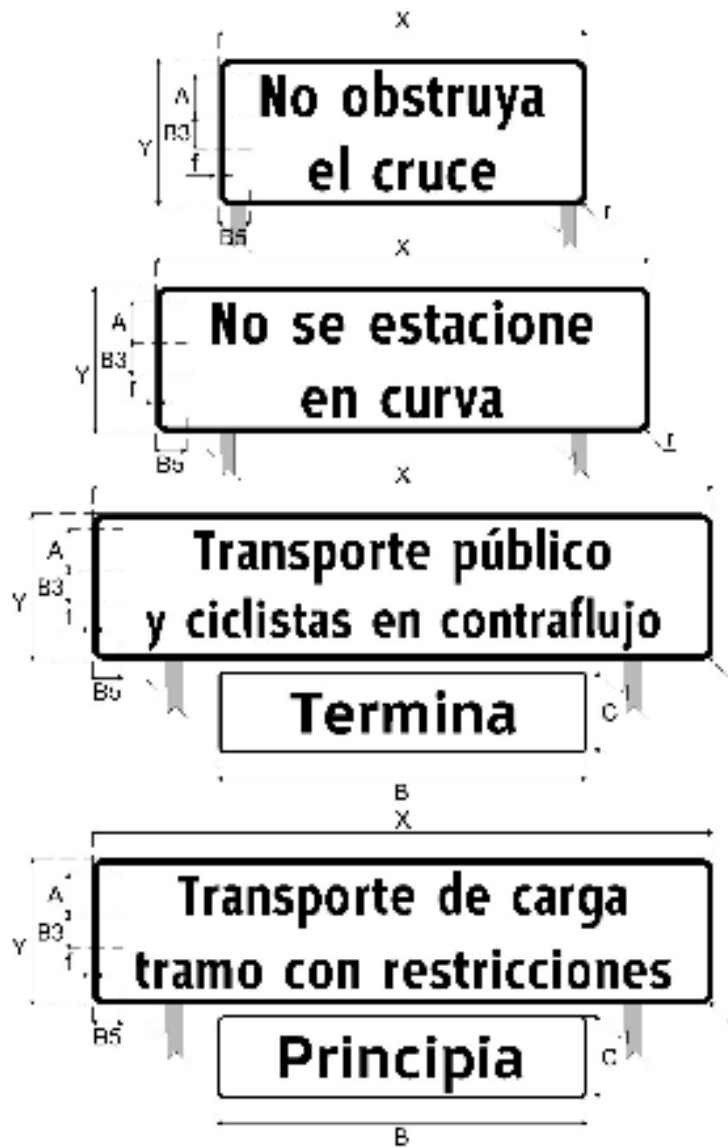 X
No obstruya
el cruce
A
B3
Y
f
B5
r
X
No se estacione
en curva
A
B3
Y
f
B5
r
X
Transporte público
y ciclistas en contraflujo
A
B3
Y
f
B5
Termina
C
B
X
Transporte de carga
tramo con restricciones
A
B3
Y
f
B5
Principia
C
B